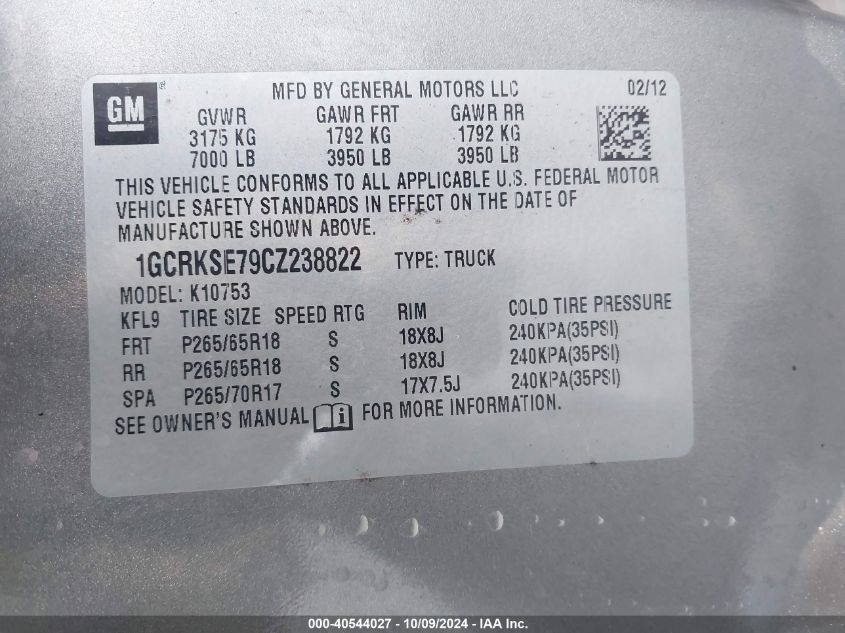 MFD BY GENERAL MOTORS LLC 02/12
GM ®
GVWR GAWR FRT GAWR RR
3175 KG 1792 KG 1792 KG
7000 LB 3950 LB 3950 LB
THIS VEHICLE CONFORMS TO ALL APPLICABLE U.S. FEDERAL MOTOR
VEHICLE SAFETY STANDARDS IN EFFECT ON THE DATE OF
MANUFACTURE SHOWN ABOVE.
1GCRKSE79CZ238822 TYPE: TRUCK
MODEL: K10753
KFL9 TIRE SIZE SPEED RTG RIM COLD TIRE PRESSURE
FRT P265/65R18 S 18X8J 240KPA(35PSI)
RR P265/65R18 S 18X8J 240KPA(35PSI)
SPA P265/70R17 S 17X7.5J 240KPA(35PSI)
SEE OWNER'S MANUAL i FOR MORE INFORMATION.
000-40544027 - 10/09/2024 - IAA Inc.